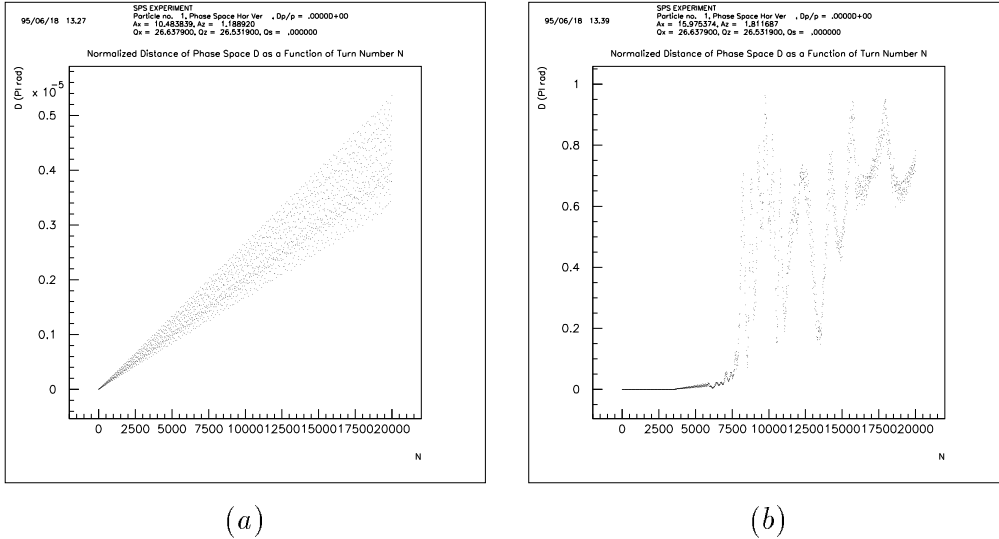 SPS EXPERIMENT
95/06/18 13.27
Particle no. 1, Phase Space Hor Ver , Dp/p = .0000D+00
Ax = 10.483839, Az = 1.188920
Qx = 26.637900, Qz = 26.531900, Qs = .000000
Normalized Distance of Phase Space D as a Function of Turn Number N
D (PI rad)
x 10^-5
0.5
0.4
0.3
0.2
0.1
0
0 2500 5000 7500 10000 12500 15000 17500 20000
N
(a)
SPS EXPERIMENT
95/06/18 13.39
Particle no. 1, Phase Space Hor Ver , Dp/p = .0000D+00
Ax = 15.975374, Az = 1.811687
Qx = 26.637900, Qz = 26.531900, Qs = .000000
Normalized Distance of Phase Space D as a Function of Turn Number N
D (PI rad)
1
0.8
0.6
0.4
0.2
0
0 2500 5000 7500 10000 12500 15000 17500 20000
N
(b)